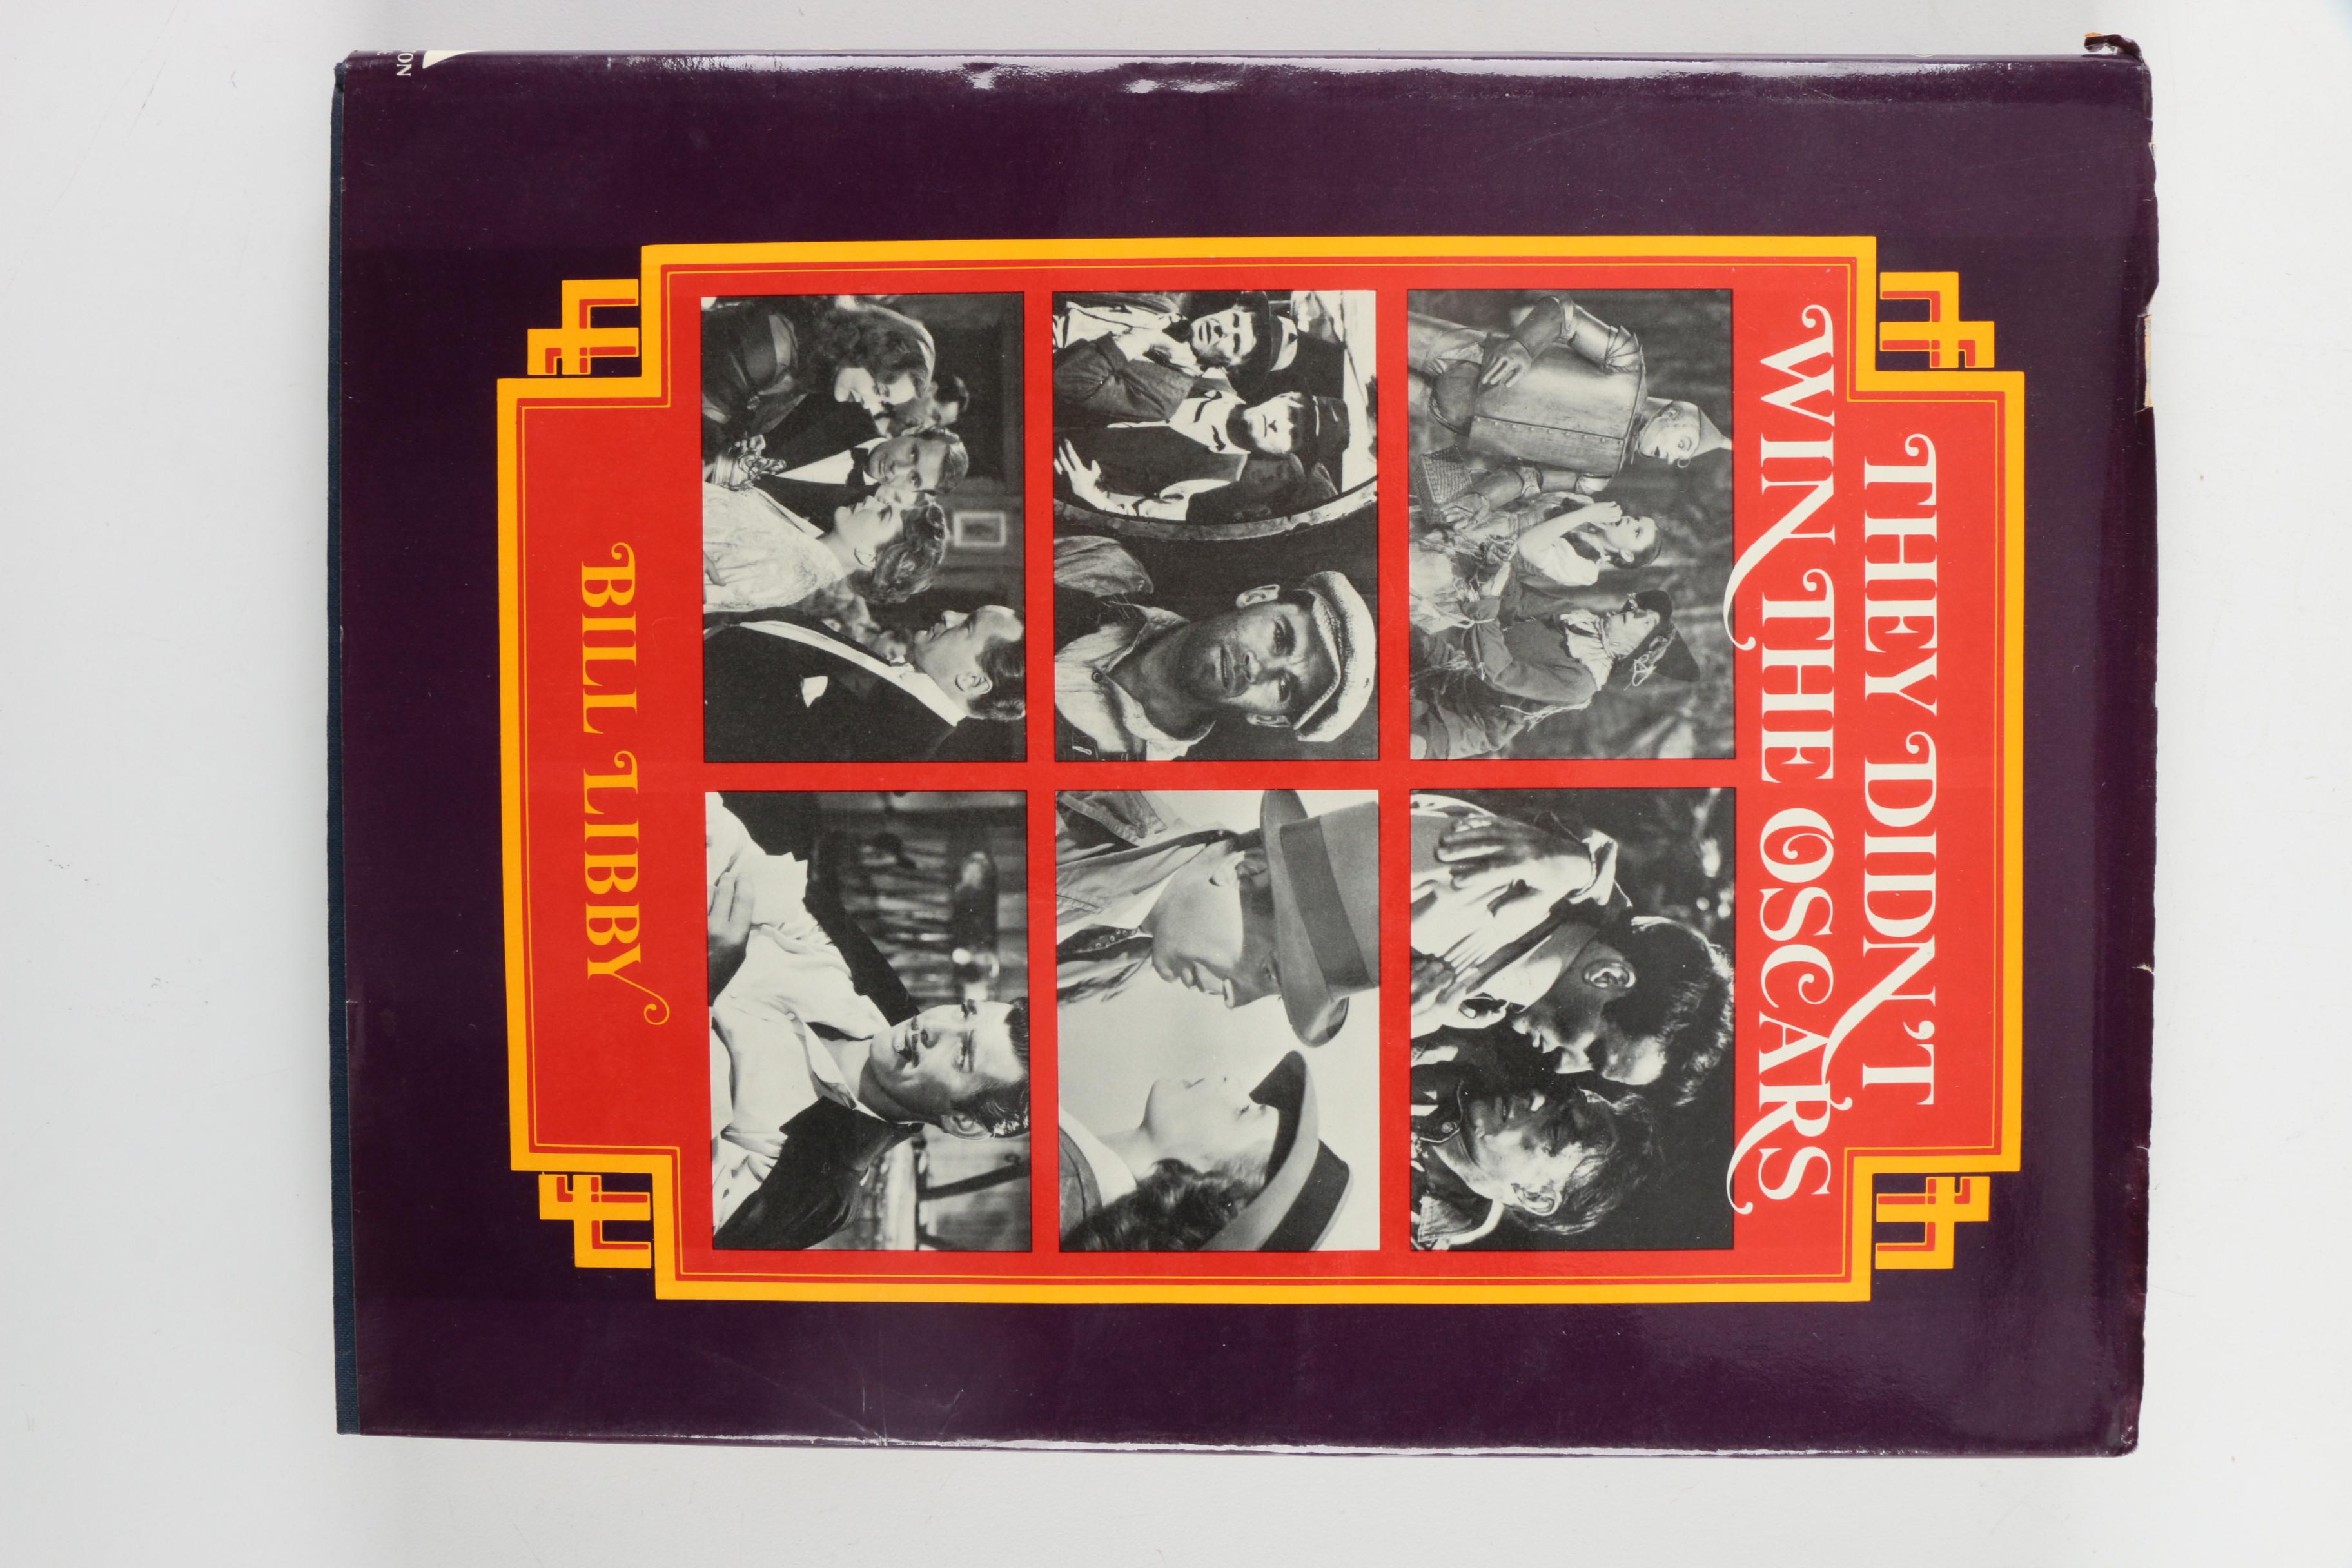 THEY DIDN'T
WIN THE OSCARS
BILL LIBBY